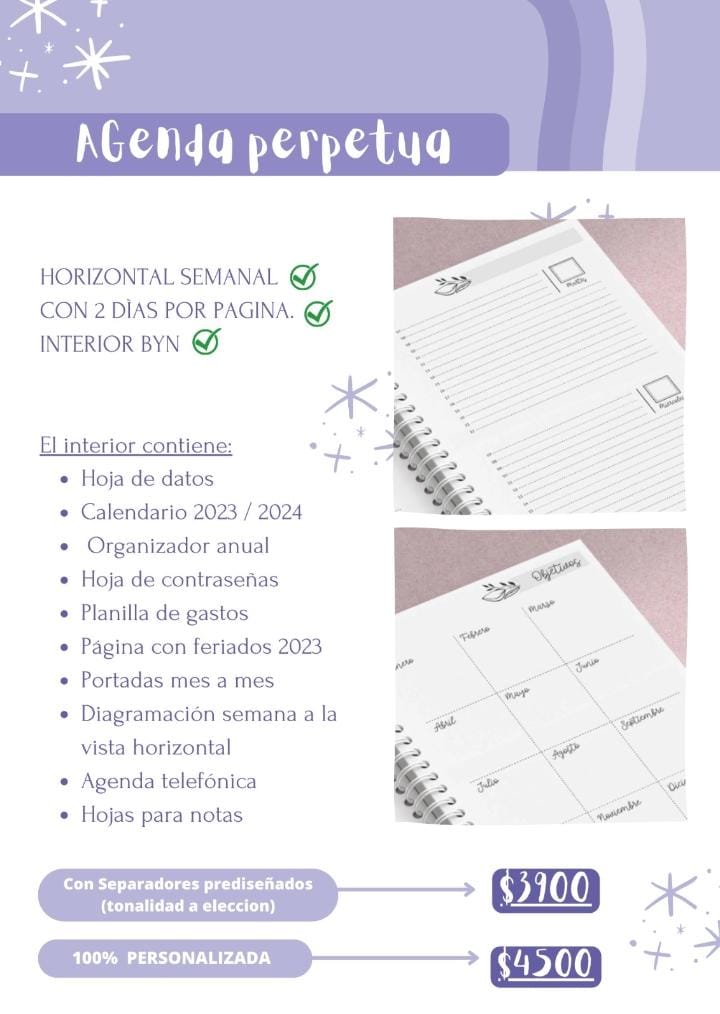 AGenda perpetua
HORIZONTAL SEMANAL
CON 2 DÌAS POR PAGINA.
INTERIOR BYN
El interior contiene:
Hoja de datos
Calendario 2023 / 2024
Organizador anual
Hoja de contraseñas
Planilla de gastos
Página con feriados 2023
Portadas mes a mes
Diagramación semana a la
vista horizontal
Agenda telefónica
Hojas para notas
Martes
Miercoles
Objetivos
Febrero
Marzo
Abril
Mayo
Junio
Julio
Agosto
Septiembre
Noviembre
Con Separadores prediseñados
(tonalidad a eleccion)
$3900
100% PERSONALIZADA
$4500